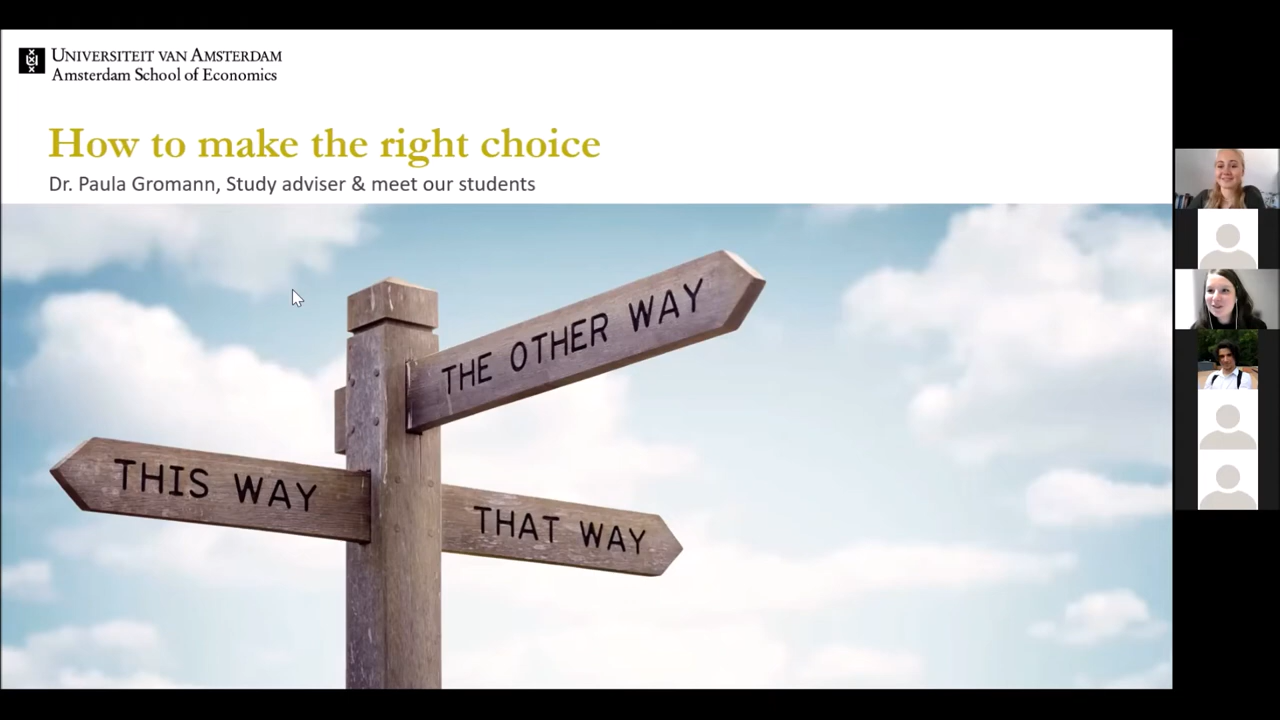 UNIVERSITEIT VAN AMSTERDAM
Amsterdam School of Economics
How to make the right choice
Dr. Paula Gromann, Study adviser & meet our students
THE OTHER WAY
THIS WAY
THAT WAY